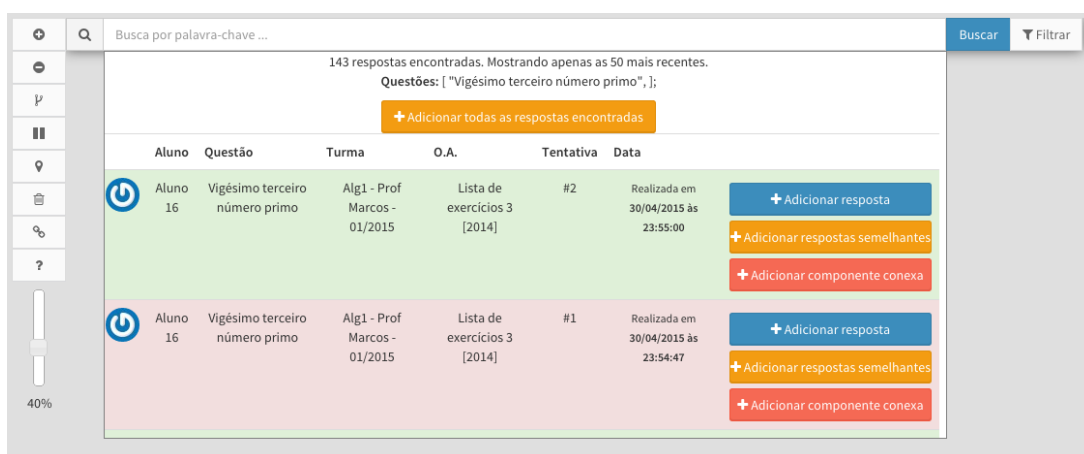 Busca por palavra-chave ... Buscar Filtrar
143 respostas encontradas. Mostrando apenas as 50 mais recentes.
Questões: [ "Vigésimo terceiro número primo", ];
Adicionar todas as respostas encontradas
Aluno Questão Turma O.A. Tentativa Data
Aluno Vigésimo terceiro Alg1 - Prof Lista de #2 Realizada em Adicionar resposta
16 número primo Marcos - exercícios 3 30/04/2015 às
01/2015 [2014] 23:55:00 Adicionar respostas semelhantes
Adicionar componente conexa
?
Aluno Vigésimo terceiro Alg1 - Prof Lista de #1 Realizada em Adicionar resposta
16 número primo Marcos - exercícios 3 30/04/2015 às
01/2015 [2014] 23:54:47 Adicionar respostas semelhantes
40% Adicionar componente conexa